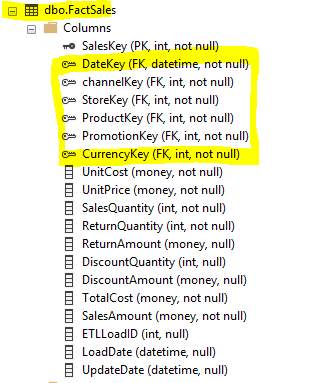 dbo.FactSales
Columns
SalesKey (PK, int, not null)
DateKey (FK, datetime, not null)
channelKey (FK, int, not null)
StoreKey (FK, int, not null)
ProductKey (FK, int, not null)
PromotionKey (FK, int, not null)
CurrencyKey (FK, int, not null)
UnitCost (money, not null)
UnitPrice (money, not null)
SalesQuantity (int, not null)
ReturnQuantity (int, not null)
ReturnAmount (money, null)
DiscountQuantity (int, null)
DiscountAmount (money, null)
TotalCost (money, not null)
SalesAmount (money, not null)
ETLLoadID (int, null)
LoadDate (datetime, null)
UpdateDate (datetime, null)